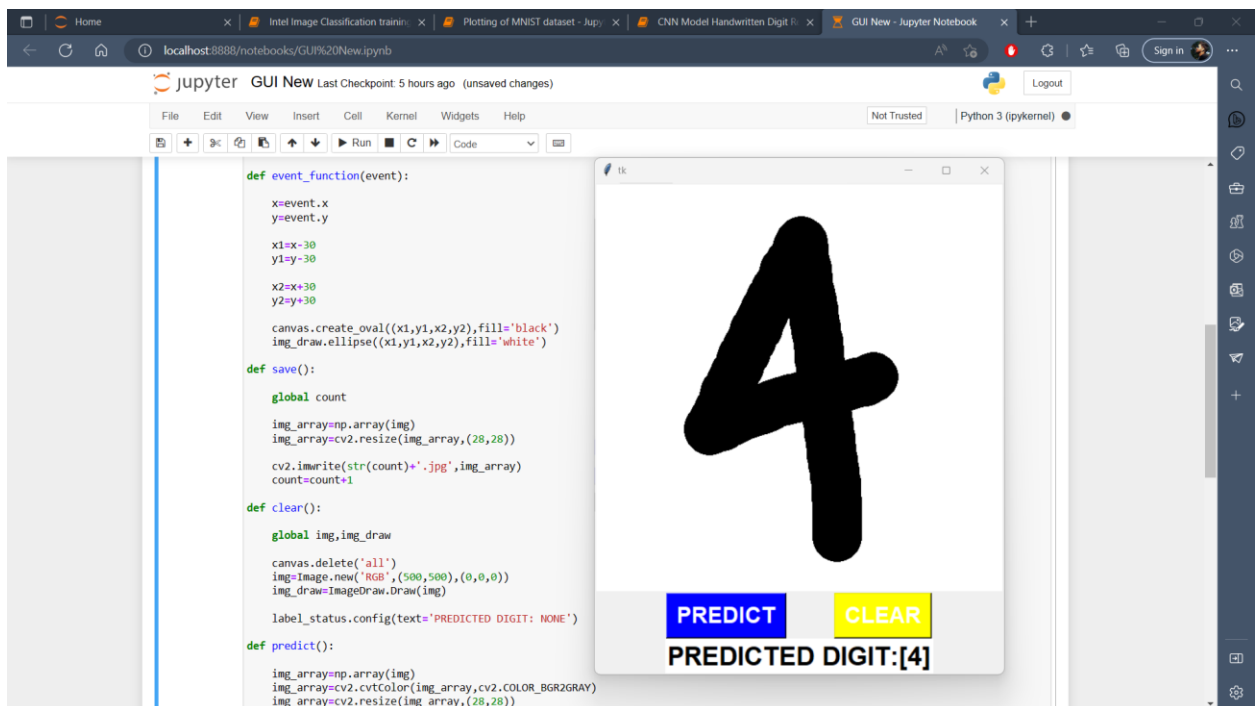 Home
Intel Image Classification training
Plotting of MNIST dataset - Jupy
CNN Model Handwritten Digit R
GUI New - Jupyter Notebook
localhost:8888/notebooks/GUI%20New.ipynb
Sign in
jupyter GUI New Last Checkpoint: 5 hours ago (unsaved changes)
Logout
File Edit View Insert Cell Kernel Widgets Help
Not Trusted
Python 3 (ipykernel)
Run
Code
def event_function(event):
x=event.x
y=event.y
x1=x-30
y1=y-30
x2=x+30
y2=y+30
canvas.create_oval((x1,y1,x2,y2),fill='black')
img_draw.ellipse((x1,y1,x2,y2),fill='white')
def save():
global count
img_array=np.array(img)
img_array=cv2.resize(img_array,(28,28))
cv2.imwrite(str(count)+'.jpg',img_array)
count=count+1
def clear():
global img,img_draw
canvas.delete('all')
img=Image.new('RGB',(500,500),(0,0,0))
img_draw=ImageDraw.Draw(img)
label_status.config(text='PREDICTED DIGIT: NONE')
def predict():
img_array=np.array(img)
img_array=cv2.cvtColor(img_array,cv2.COLOR_BGR2GRAY)
img_array=cv2.resize(img_array,(28,28))
tk
4
PREDICT
CLEAR
PREDICTED DIGIT:[4]